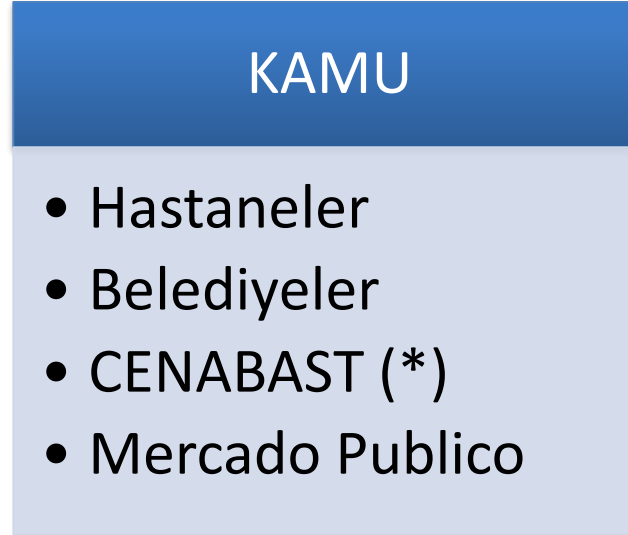 KAMU
• Hastaneler
• Belediyeler
• CENABAST (*)
• Mercado Publico